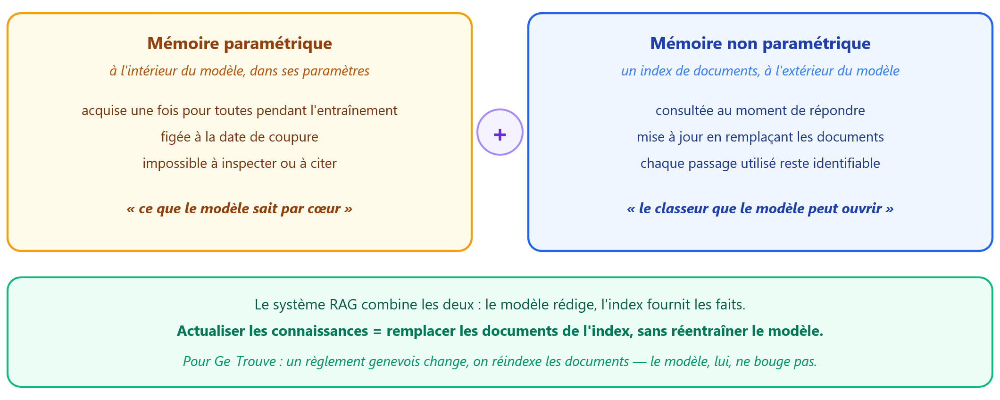 Mémoire paramétrique
à l'intérieur du modèle, dans ses paramètres
acquise une fois pour toutes pendant l'entraînement
figée à la date de coupure
impossible à inspecter ou à citer
« ce que le modèle sait par cœur »
+
Mémoire non paramétrique
un index de documents, à l'extérieur du modèle
consultée au moment de répondre
mise à jour en remplaçant les documents
chaque passage utilisé reste identifiable
« le classeur que le modèle peut ouvrir »
Le système RAG combine les deux : le modèle rédige, l'index fournit les faits.
Actualiser les connaissances = remplacer les documents de l'index, sans réentraîner le modèle.
Pour Ge-Trouve : un règlement genevois change, on réindexe les documents — le modèle, lui, ne bouge pas.